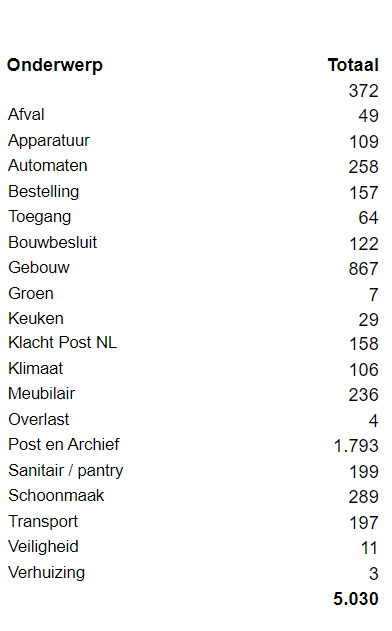 Onderwerp Totaal
372
Afval 49
Apparatuur 109
Automaten 258
Bestelling 157
Toegang 64
Bouwbesluit 122
Gebouw 867
Groen 7
Keuken 29
Klacht Post NL 158
Klimaat 106
Meubilair 236
Overlast 4
Post en Archief 1.793
Sanitair / pantry 199
Schoonmaak 289
Transport 197
Veiligheid 11
Verhuizing 3
5.030